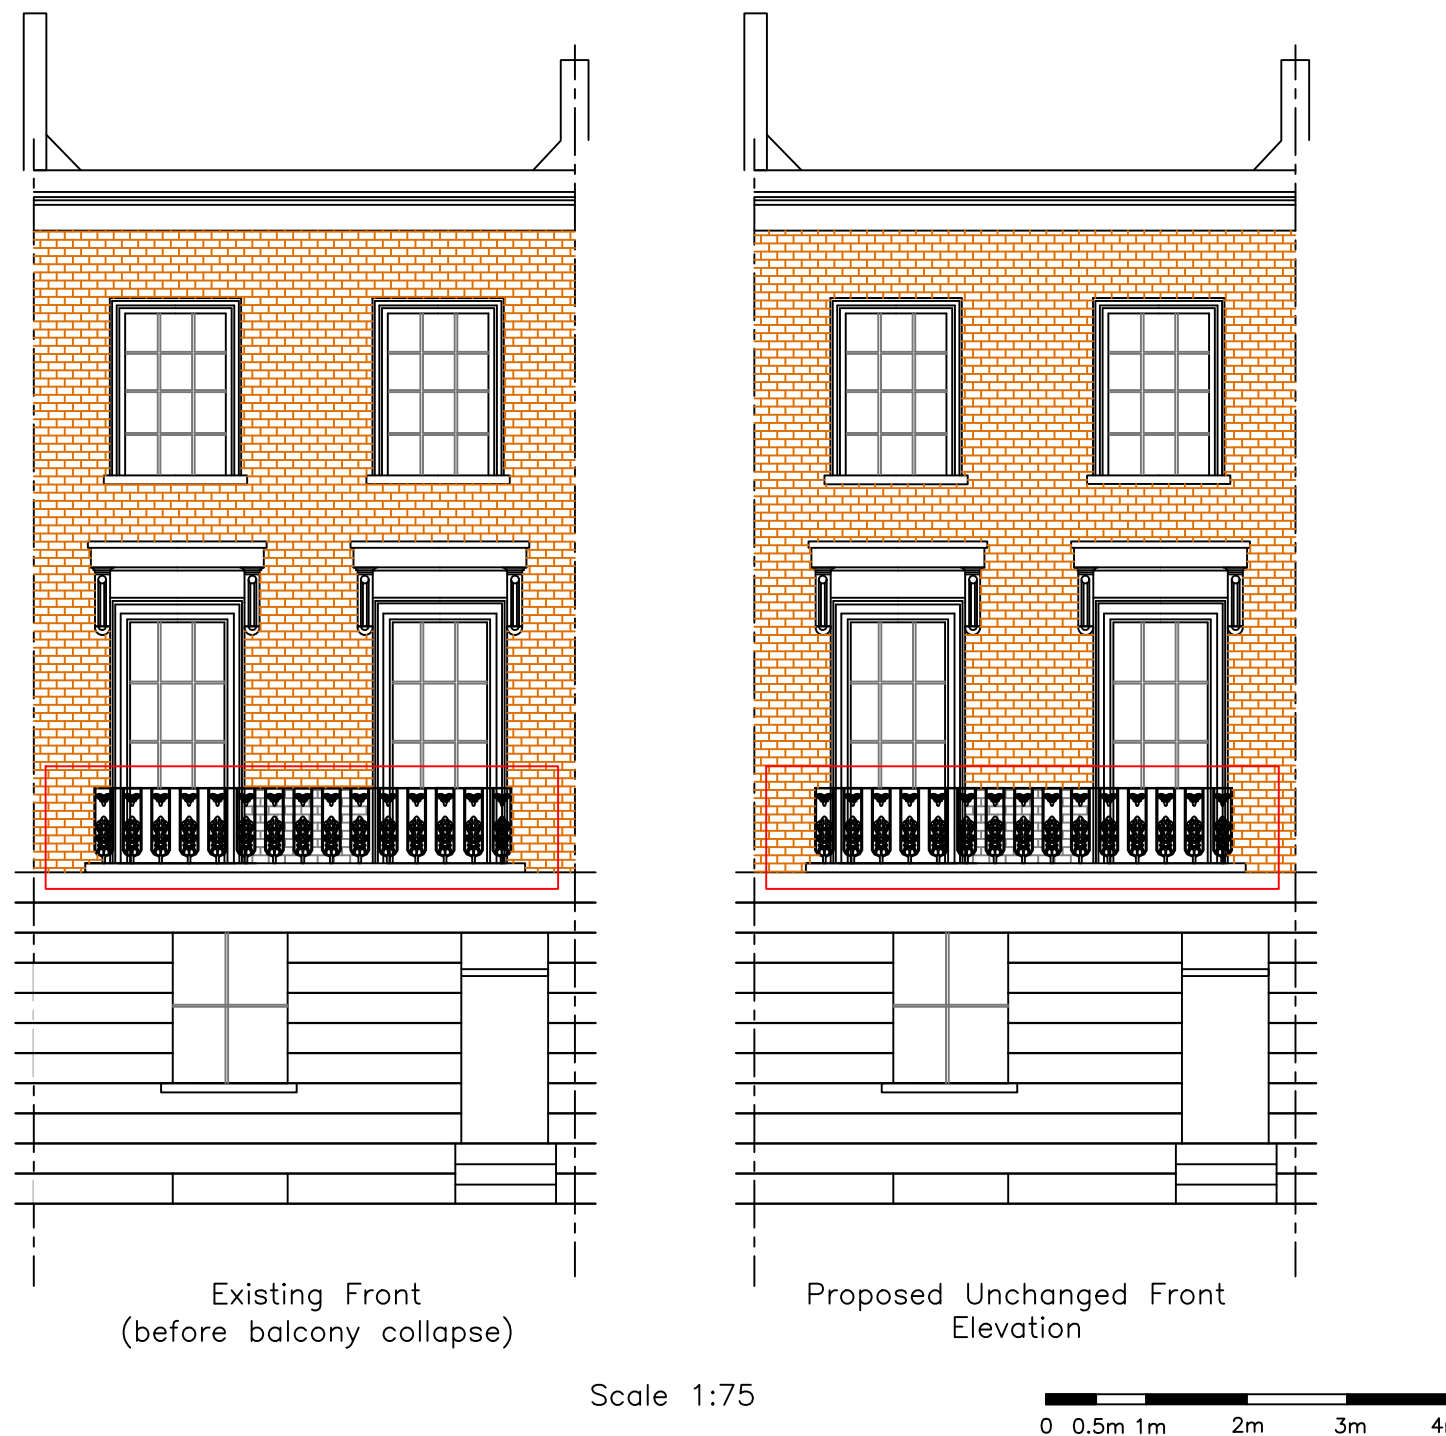 Existing Front
(before balcony collapse)
Proposed Unchanged Front
Elevation
Scale 1:75
0 0.5m 1m 2m 3m